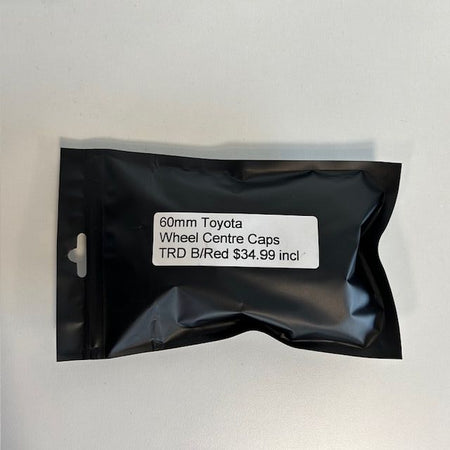 60mm Toyota
Wheel Centre Caps
TRD B/Red $34.99 incl